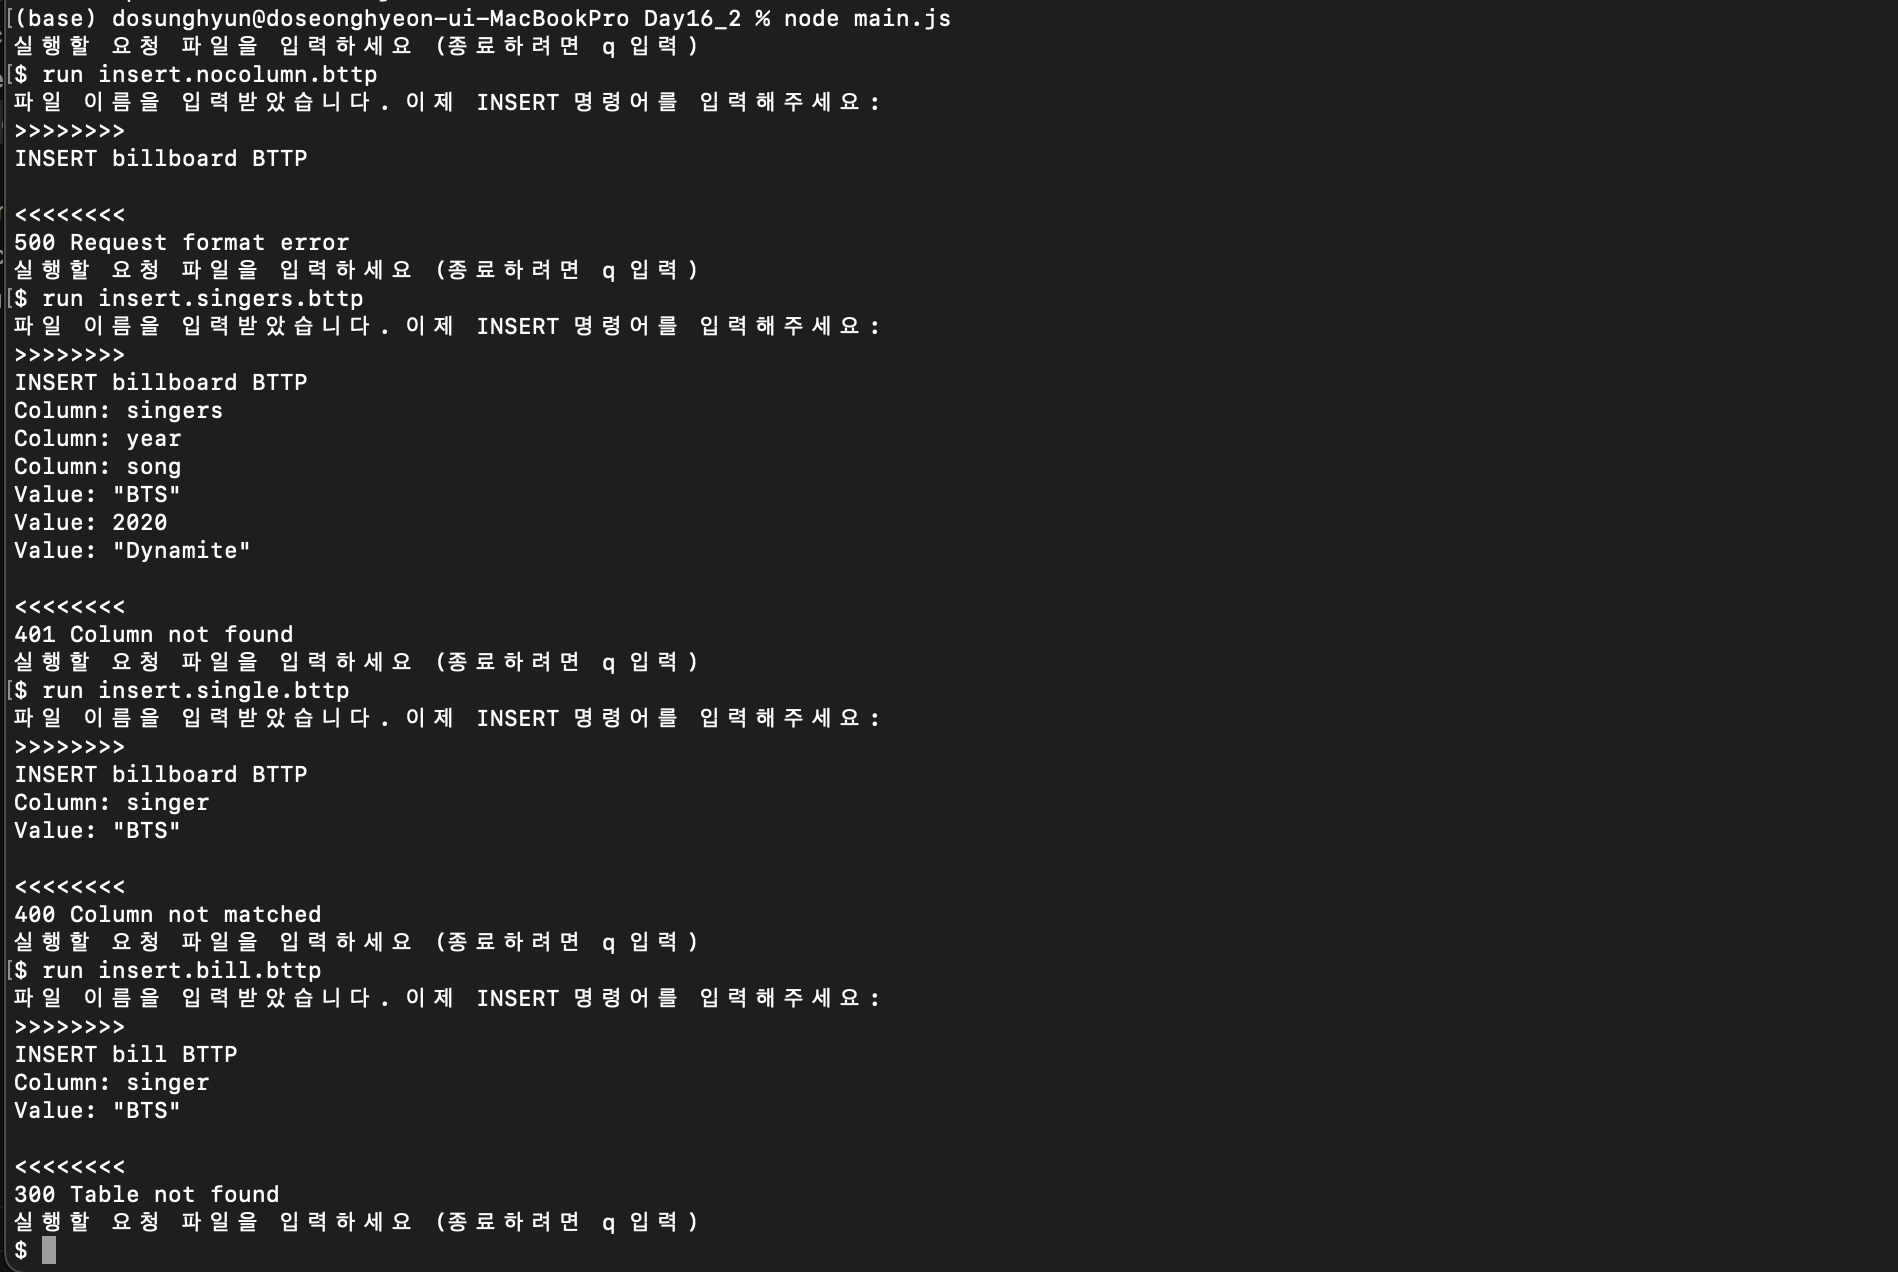 (base) dosunghyun@doseonghyeon-ui-MacBookPro Day16_2 % node main.js
실행할 요청 파일을 입력하세요 (종료하려면 q 입력)
$ run insert.nocolumn.bttp
파일 이름을 입력받았습니다. 이제 INSERT 명령어를 입력해주세요:
>>>>>>>>
INSERT billboard BTTP

<<<<<<<<
500 Request format error
실행할 요청 파일을 입력하세요 (종료하려면 q 입력)
$ run insert.singers.bttp
파일 이름을 입력받았습니다. 이제 INSERT 명령어를 입력해주세요:
>>>>>>>>
INSERT billboard BTTP
Column: singers
Column: year
Column: song
Value: "BTS"
Value: 2020
Value: "Dynamite"

<<<<<<<<
401 Column not found
실행할 요청 파일을 입력하세요 (종료하려면 q 입력)
$ run insert.single.bttp
파일 이름을 입력받았습니다. 이제 INSERT 명령어를 입력해주세요:
>>>>>>>>
INSERT billboard BTTP
Column: singer
Value: "BTS"

<<<<<<<<
400 Column not matched
실행할 요청 파일을 입력하세요 (종료하려면 q 입력)
$ run insert.bill.bttp
파일 이름을 입력받았습니다. 이제 INSERT 명령어를 입력해주세요:
>>>>>>>>
INSERT bill BTTP
Column: singer
Value: "BTS"

<<<<<<<<
300 Table not found
실행할 요청 파일을 입력하세요 (종료하려면 q 입력)
$